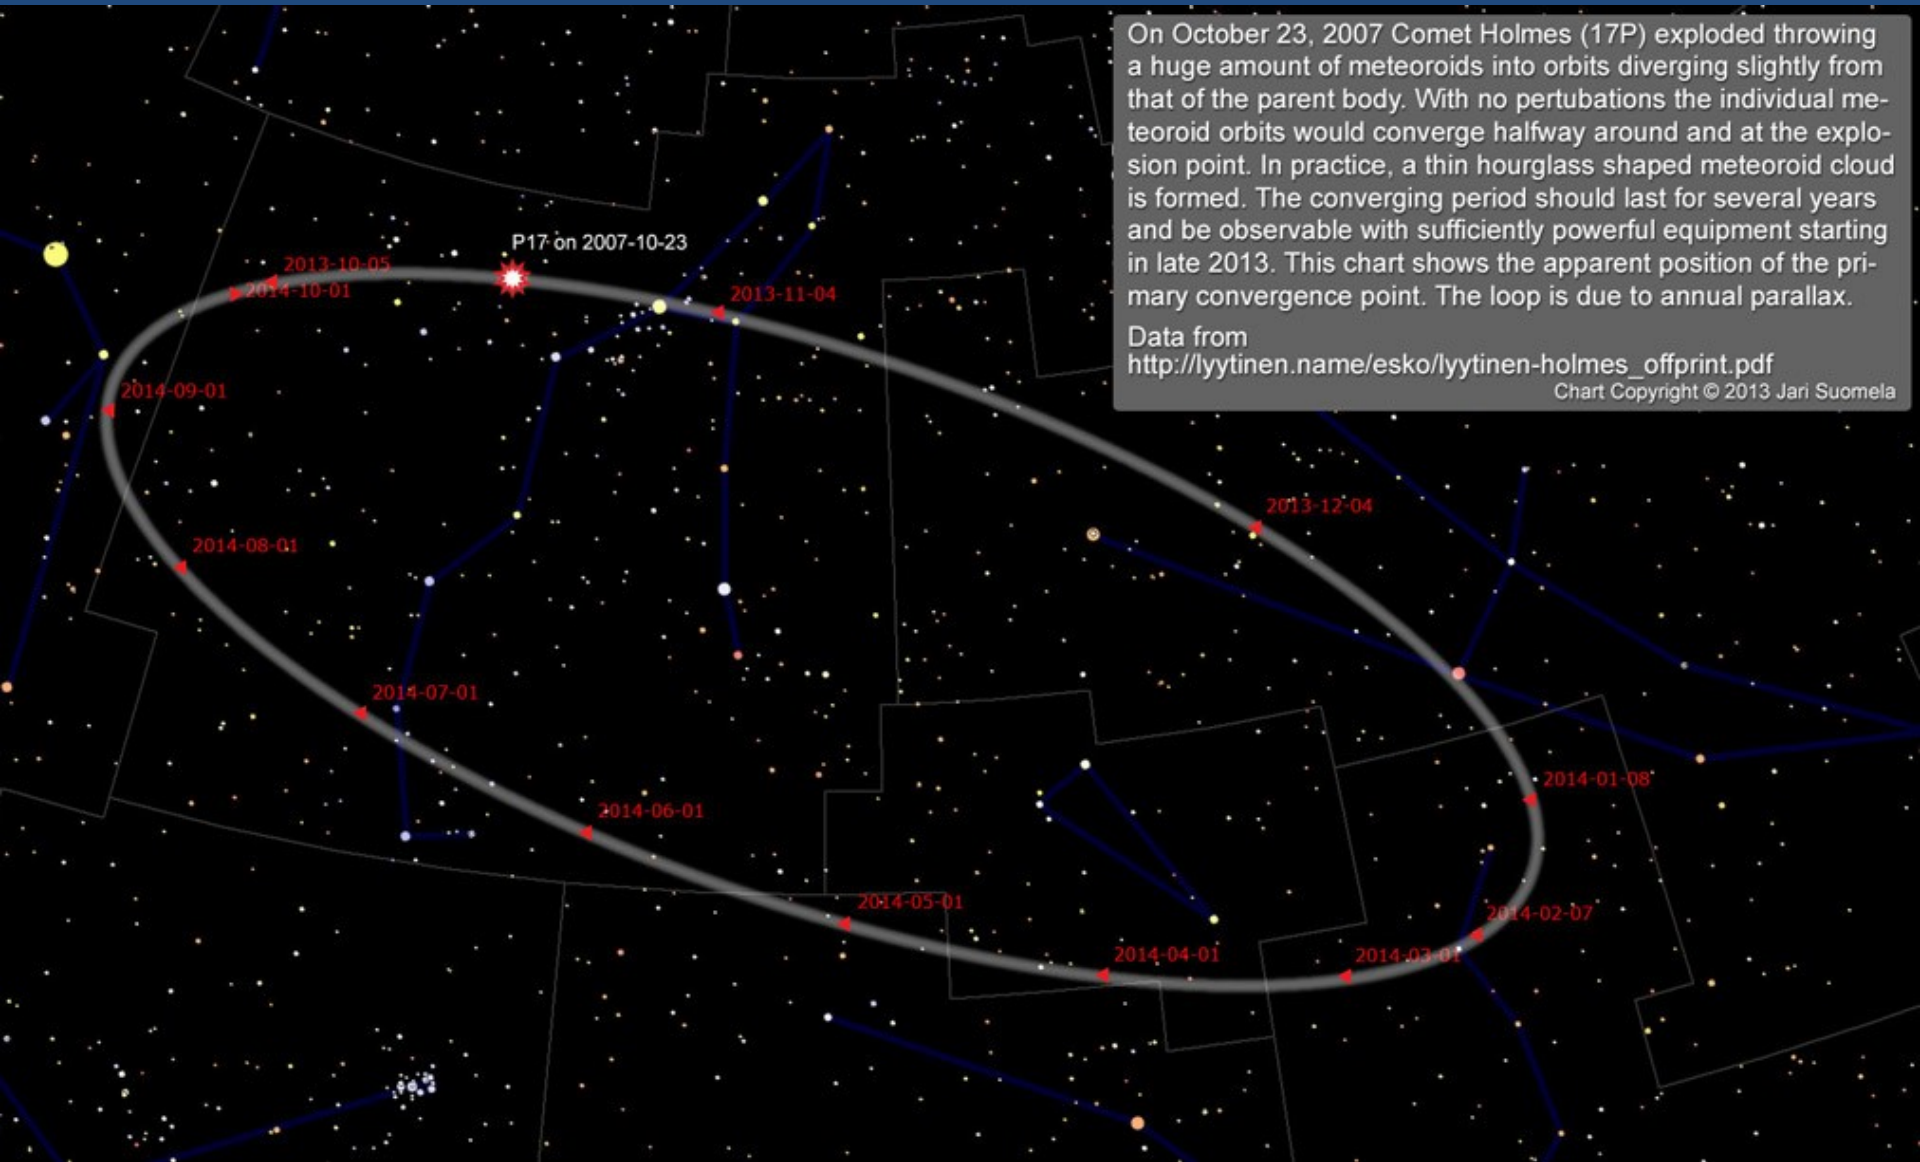 On October 23, 2007 Comet Holmes (17P) exploded throwing
a huge amount of meteoroids into orbits diverging slightly from
that of the parent body. With no pertubations the individual me-
teoroid orbits would converge halfway around and at the explo-
sion point. In practice, a thin hourglass shaped meteoroid cloud
is formed. The converging period should last for several years
and be observable with sufficiently powerful equipment starting
in late 2013. This chart shows the apparent position of the pri-
mary convergence point. The loop is due to annual parallax.
Data from
http://lyytinen.name/esko/lyytinen-holmes_offprint.pdf
Chart Copyright © 2013 Jari Suomela
P17 on 2007-10-23
2013-10-05
2014-10-01
2013-11-04
2014-09-01
2013-12-04
2014-08-01
2014-07-01
2014-01-08
2014-06-01
2014-05-01
2014-02-07
2014-04-01
2014-03-01